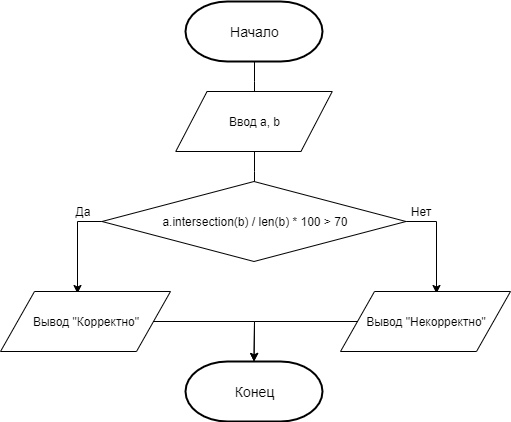 Начало
Ввод a, b
a.intersection(b) / len(b) * 100 > 70
Да
Нет
Вывод "Корректно"
Вывод "Некорректно"
Конец